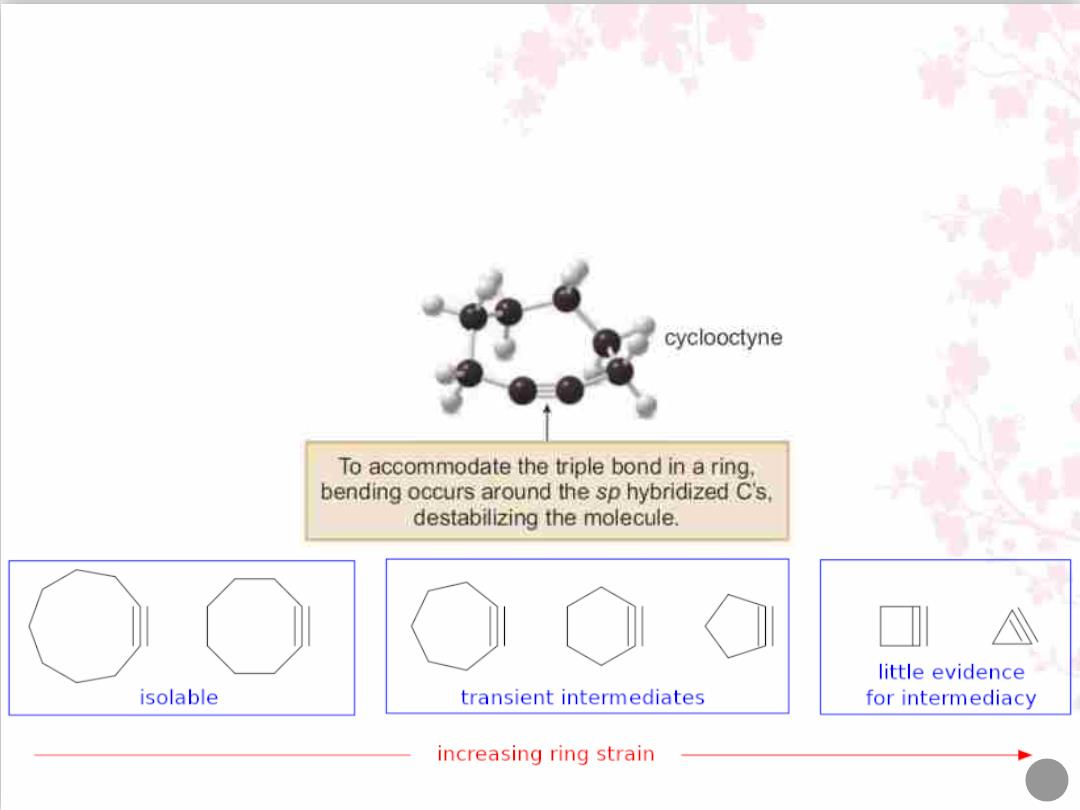 cyclooctyne
To accommodate the triple bond in a ring,
bending occurs around the sp hybridized C's,
destabilizing the molecule.
isolable
transient intermediates
little evidence
for intermediacy
increasing ring strain